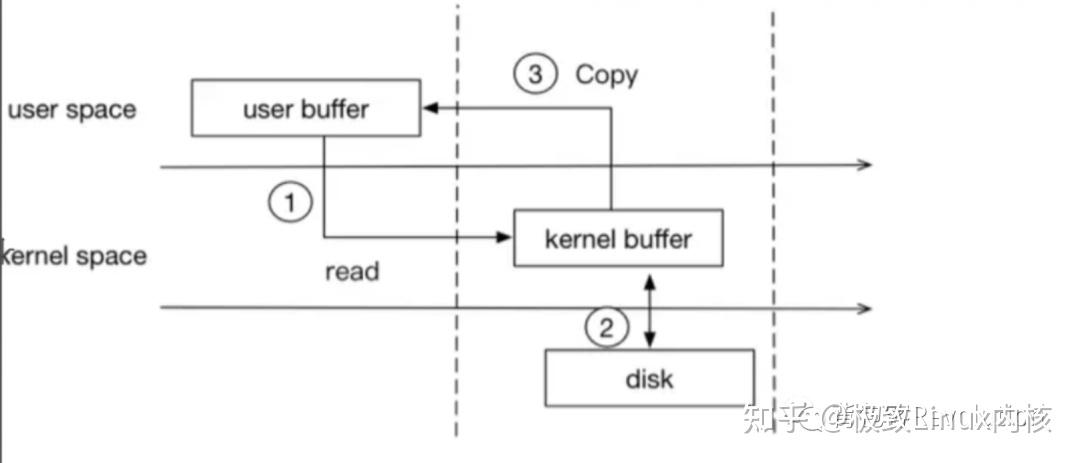 ③ Copy
user space
user buffer
①
kernel buffer
kernel space
read
②
disk
知乎 @极致Linux内核